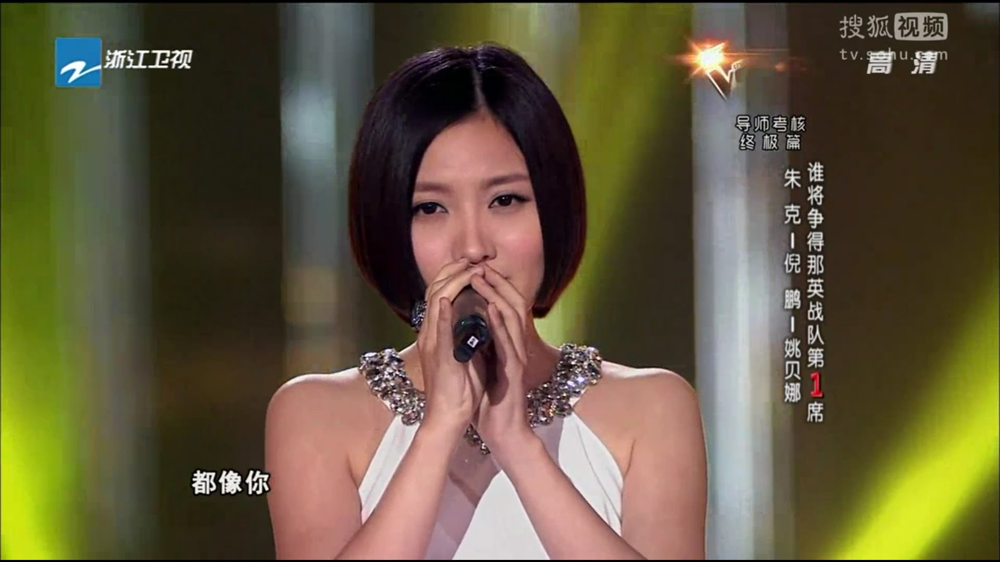 浙江卫视
搜狐视频
tv.sohu.com
高清
导师考核
终极篇
谁将争得那英战队第1席
朱克-倪鹏-姚贝娜
都像你